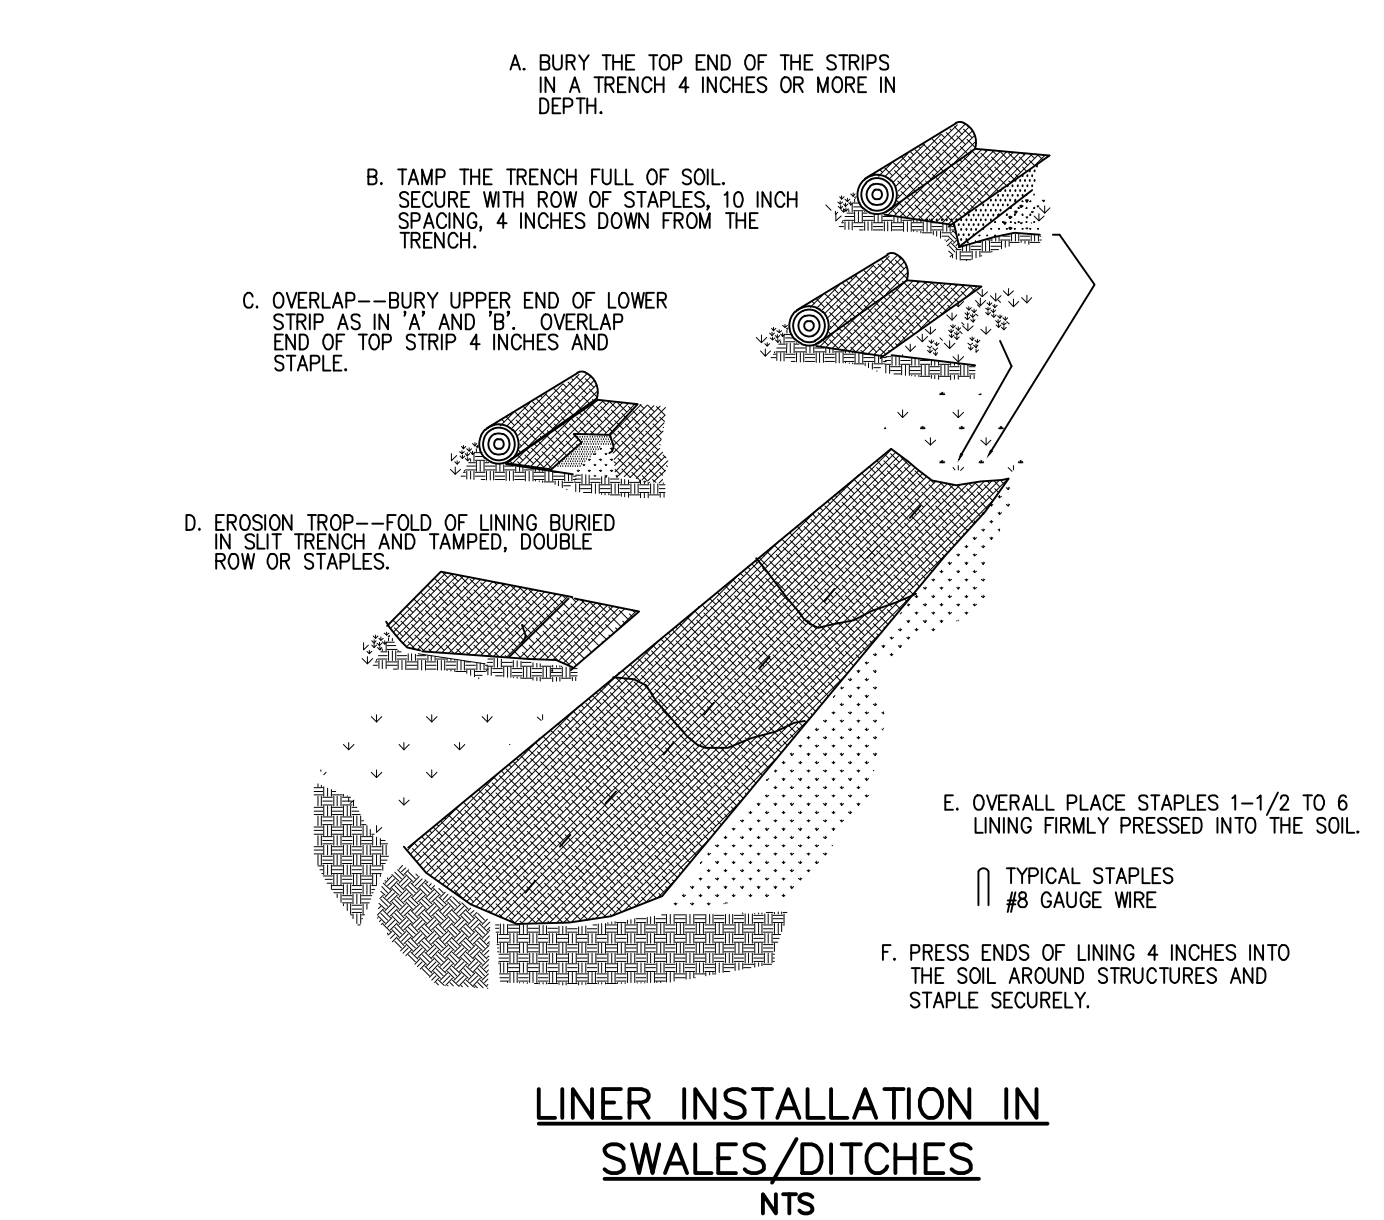 A. BURY THE TOP END OF THE STRIPS
IN A TRENCH 4 INCHES OR MORE IN
DEPTH.
B. TAMP THE TRENCH FULL OF SOIL.
SECURE WITH ROW OF STAPLES, 10 INCH
SPACING, 4 INCHES DOWN FROM THE
TRENCH.
C. OVERLAP--BURY UPPER END OF LOWER
STRIP AS IN 'A' AND 'B'. OVERLAP
END OF TOP STRIP 4 INCHES AND
STAPLE.
D. EROSION TROP--FOLD OF LINING BURIED
IN SLIT TRENCH AND TAMPED, DOUBLE
ROW OR STAPLES.
E. OVERALL PLACE STAPLES 1-1/2 TO 6
LINING FIRMLY PRESSED INTO THE SOIL.
TYPICAL STAPLES
#8 GAUGE WIRE
F. PRESS ENDS OF LINING 4 INCHES INTO
THE SOIL AROUND STRUCTURES AND
STAPLE SECURELY.
LINER INSTALLATION IN
SWALES/DITCHES
NTS